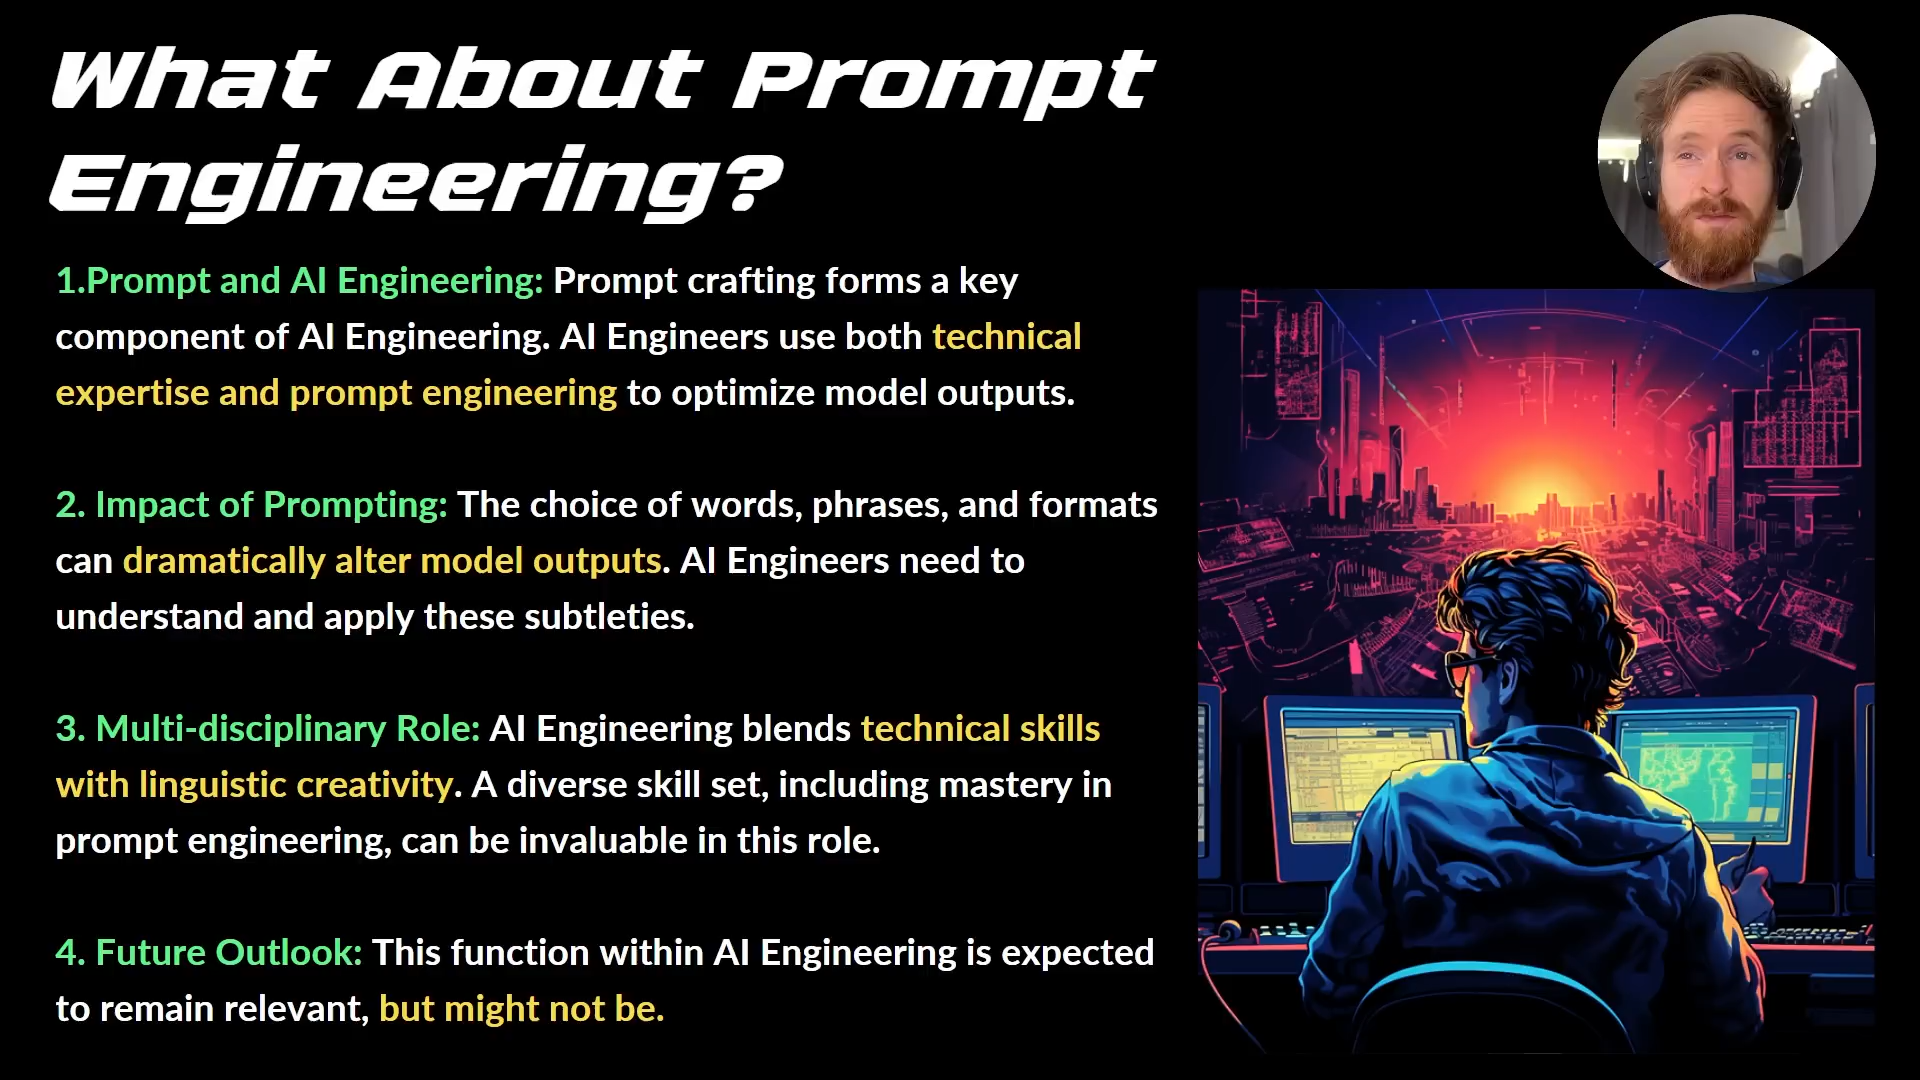 What About Prompt
Engineering?
1.Prompt and AI Engineering: Prompt crafting forms a key
component of AI Engineering. AI Engineers use both technical
expertise and prompt engineering to optimize model outputs.
2. Impact of Prompting: The choice of words, phrases, and formats
can dramatically alter model outputs. AI Engineers need to
understand and apply these subtleties.
3. Multi-disciplinary Role: AI Engineering blends technical skills
with linguistic creativity. A diverse skill set, including mastery in
prompt engineering, can be invaluable in this role.
4. Future Outlook: This function within AI Engineering is expected
to remain relevant, but might not be.